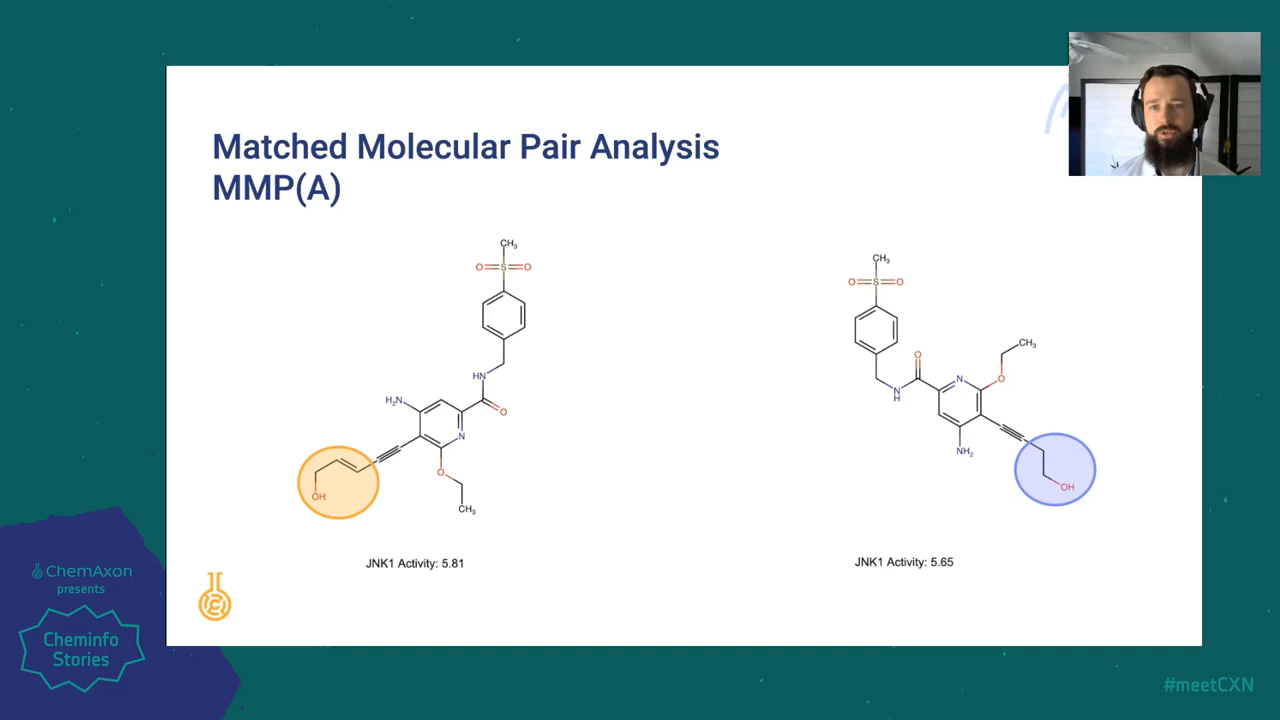 Matched Molecular Pair Analysis
MMP(A)
CH3
O S O
HN
O
H2N
N
O
OH
CH3
JNK1 Activity: 5.81
CH3
O S O
O
N
H
N
O
CH3
NH2
OH
JNK1 Activity: 5.65
ChemAxon
presents
Cheminfo
Stories
#meetCXN